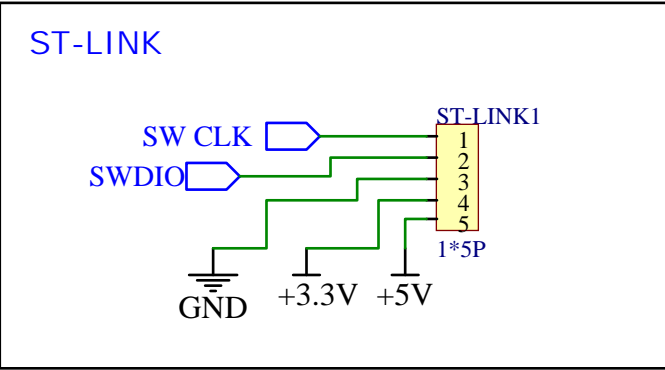 ST-LINK
ST-LINK1
SW CLK
1
SWDIO
2
3
4
5
1*5P
GND
+3.3V
+5V